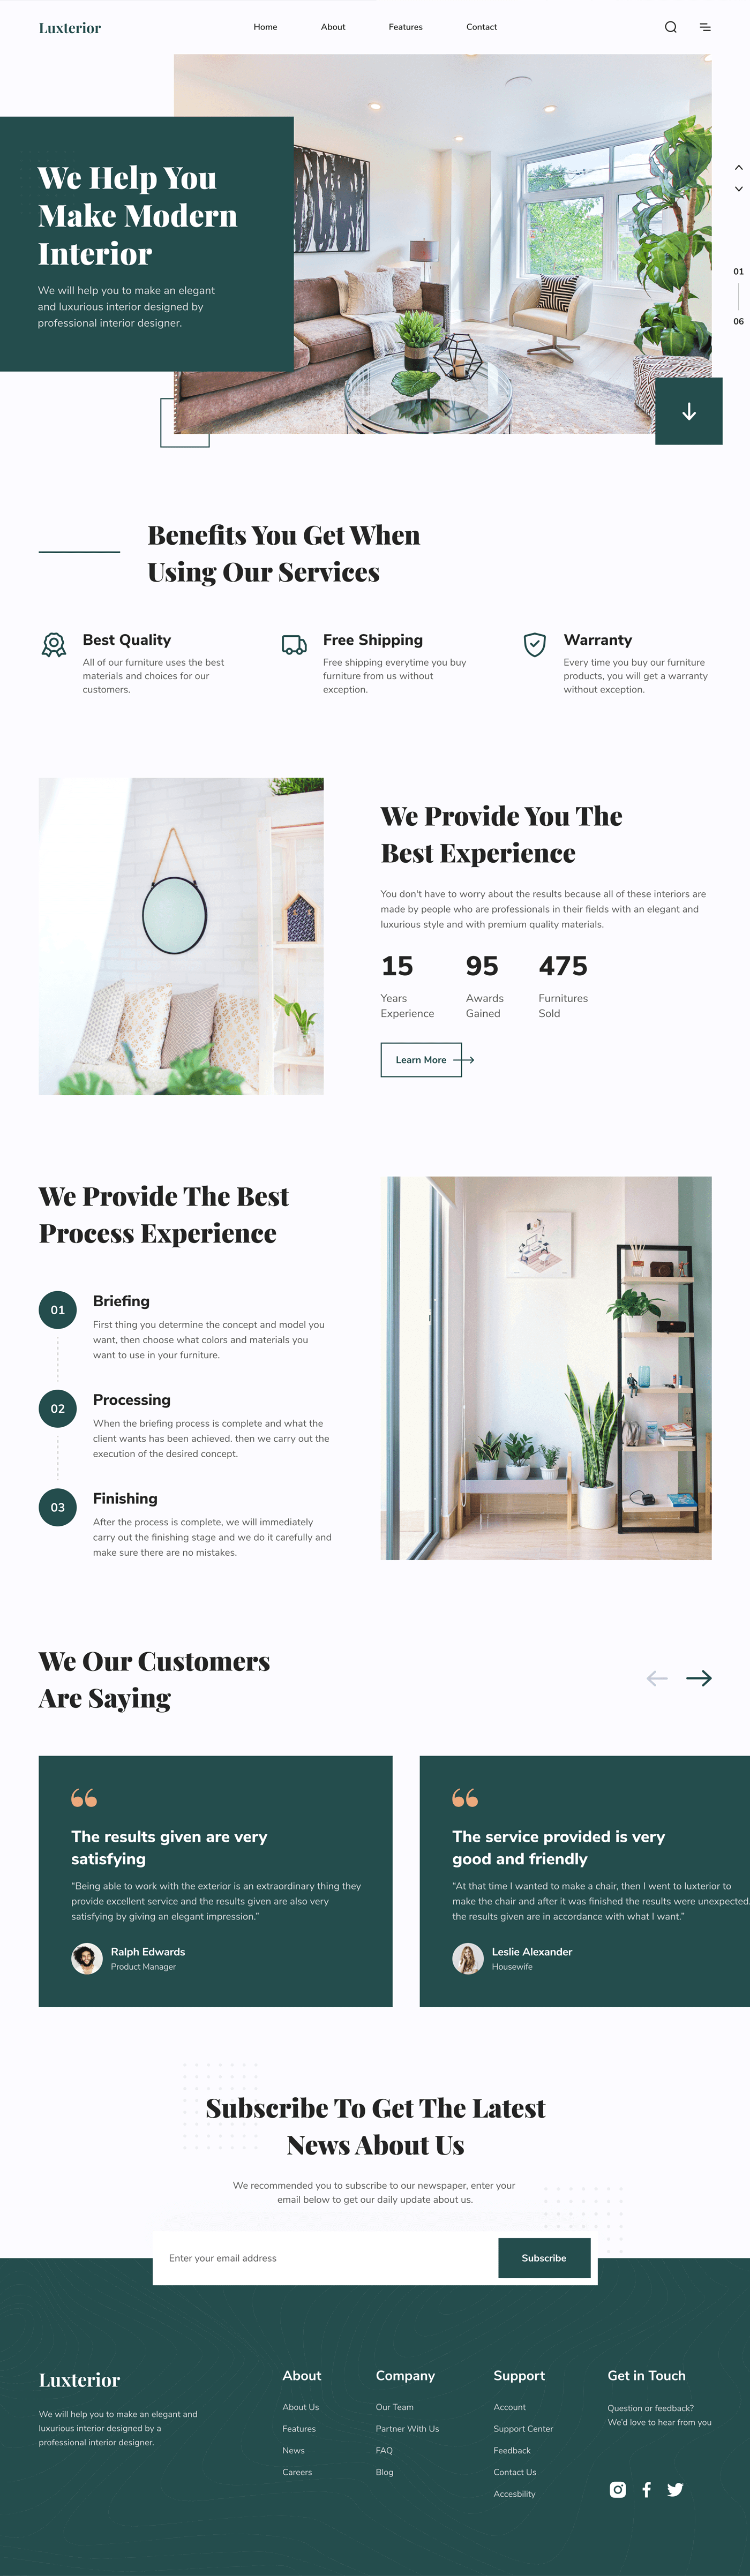 Luxterior
Home
About
Features
Contact
We Help You
Make Modern
Interior
We will help you to make an elegant
and luxurious interior designed by
professional interior designer.
01
06
Benefits You Get When
Using Our Services
Best Quality
All of our furniture uses the best
materials and choices for our
customers.
Free Shipping
Free shipping everytime you buy
furniture from us without
exception.
Warranty
Every time you buy our furniture
products, you will get a warranty
without exception.
We Provide You The
Best Experience
You don't have to worry about the results because all of these interiors are
made by people who are professionals in their fields with an elegant and
luxurious style and with premium quality materials.
15
Years
Experience
95
Awards
Gained
475
Furnitures
Sold
Learn More
We Provide The Best
Process Experience
01
Briefing
First thing you determine the concept and model you
want, then choose what colors and materials you
want to use in your furniture.
02
Processing
When the briefing process is complete and what the
client wants has been achieved. then we carry out the
execution of the desired concept.
03
Finishing
After the process is complete, we will immediately
carry out the finishing stage and we do it carefully and
make sure there are no mistakes.
We Our Customers
Are Saying
The results given are very
satisfying
“Being able to work with the exterior is an extraordinary thing they
provide excellent service and the results given are also very
satisfying by giving an elegant impression.”
Ralph Edwards
Product Manager
The service provided is very
good and friendly
“At that time I wanted to make a chair, then I went to luxterior to
make the chair and after it was finished the results were unexpected.
the results given are in accordance with what I want.”
Leslie Alexander
Housewife
Subscribe To Get The Latest
News About Us
We recommended you to subscribe to our newspaper, enter your
email below to get our daily update about us.
Enter your email address
Subscribe
Luxterior
We will help you to make an elegant and
luxurious interior designed by a
professional interior designer.
About
About Us
Features
News
Careers
Company
Our Team
Partner With Us
FAQ
Blog
Support
Account
Support Center
Feedback
Contact Us
Accesbility
Get in Touch
Question or feedback?
We’d love to hear from you